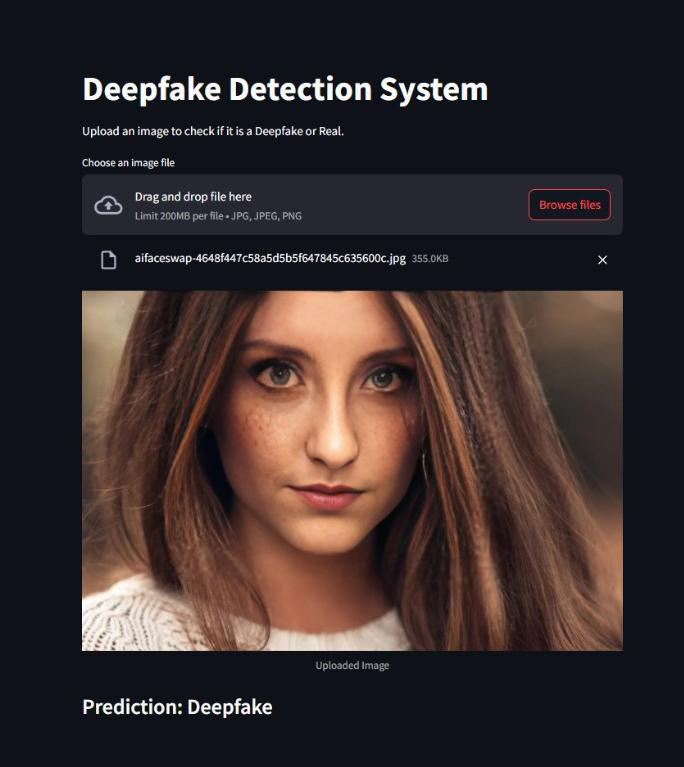 Deepfake Detection System
Upload an image to check if it is a Deepfake or Real.
Choose an image file
Drag and drop file here
Limit 200MB per file • JPG, JPEG, PNG
Browse files
aifaceswap-4648f447c58a5d5b5f647845c635600c.jpg 355.0KB
Uploaded Image
Prediction: Deepfake